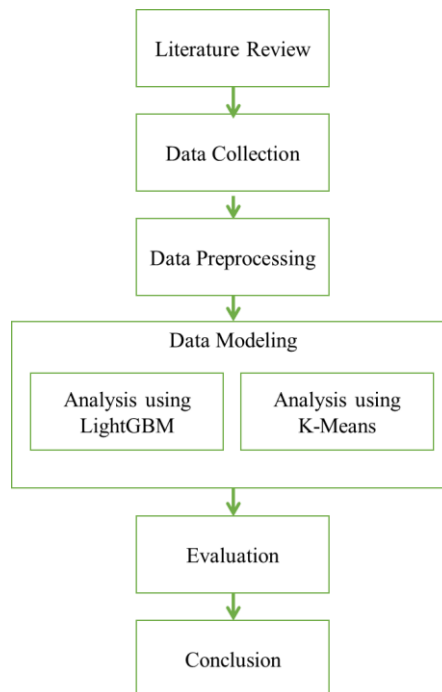 Literature Review
Data Collection
Data Preprocessing
Data Modeling
Analysis using
LightGBM
Analysis using
K-Means
Evaluation
Conclusion